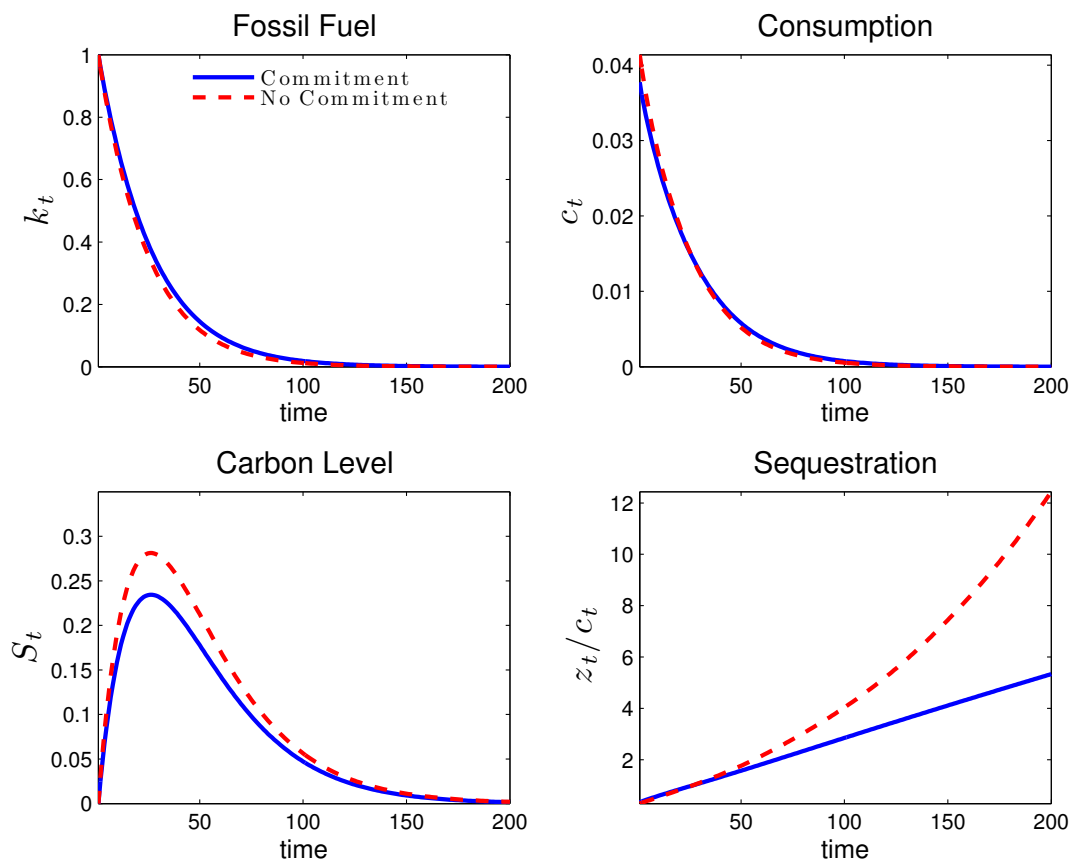 Fossil Fuel
1
0.8
0.6
0.4
0.2
0
k_t
Commitment
No Commitment
50 100 150 200
time
Consumption
0.04
0.03
0.02
0.01
0
c_t
50 100 150 200
time
Carbon Level
0.3
0.25
0.2
0.15
0.1
0.05
0
S_t
50 100 150 200
time
Sequestration
12
10
8
6
4
2
z_t/c_t
50 100 150 200
time